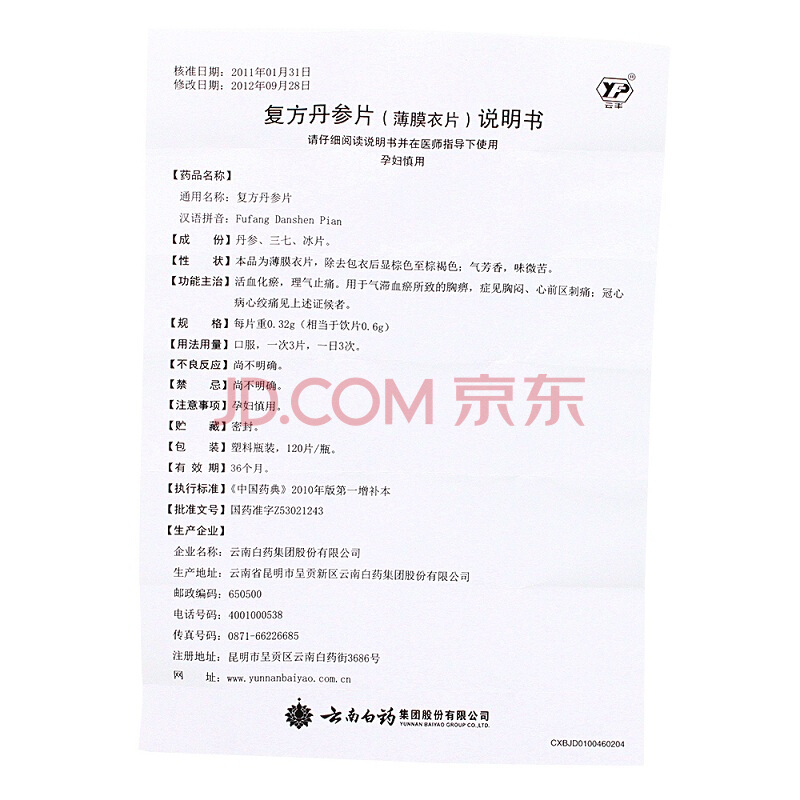 核准日期：2011年01月31日
修改日期：2012年09月28日
YP®
云丰
复方丹参片（薄膜衣片）说明书
请仔细阅读说明书并在医师指导下使用
孕妇慎用
【药品名称】
通用名称：复方丹参片
汉语拼音：Fufang Danshen Pian
【成 份】丹参、三七、冰片。
【性 状】本品为薄膜衣片，除去包衣后显棕色至棕褐色；气芳香，味微苦。
【功能主治】活血化瘀，理气止痛。用于气滞血瘀所致的胸痹，症见胸闷、心前区刺痛；冠心
病心绞痛见上述证候者。
【规 格】每片重0.32g（相当于饮片0.6g）
【用法用量】口服，一次3片，一日3次。
【不良反应】尚不明确。
【禁 忌】尚不明确。
【注意事项】孕妇慎用。
JD.COM 京东
【贮 藏】密封。
【包 装】塑料瓶装，120片/瓶。
【有 效 期】36个月。
【执行标准】《中国药典》2010年版第一增补本
【批准文号】国药准字Z53021243
【生产企业】
企业名称：云南白药集团股份有限公司
生产地址：云南省昆明市呈贡新区云南白药集团股份有限公司
邮政编码：650500
电话号码：4001000538
传真号码：0871-66226685
注册地址：昆明市呈贡区云南白药街3686号
网 址：www.yunnanbaiyao.com.cn
云南白药 集团股份有限公司
YUNNAN BAIYAO GROUP CO.,LTD.
CXBJD0100460204